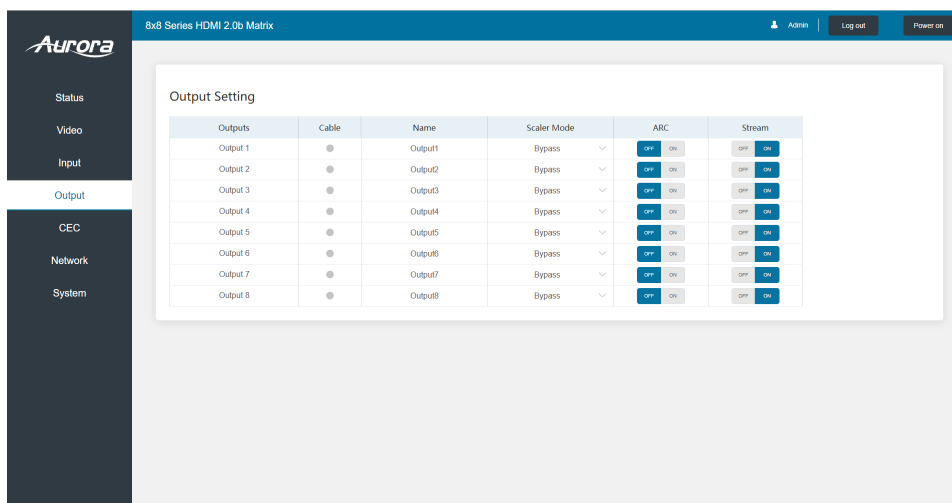 8x8 Series HDMI 2.0b Matrix
Admin
Log out
Power on
Aurora
Status
Video
Input
Output
CEC
Network
System
Output Setting
Outputs Cable Name Scaler Mode ARC Stream
Output 1 Output1 Bypass OFF ON OFF ON
Output 2 Output2 Bypass OFF ON OFF ON
Output 3 Output3 Bypass OFF ON OFF ON
Output 4 Output4 Bypass OFF ON OFF ON
Output 5 Output5 Bypass OFF ON OFF ON
Output 6 Output6 Bypass OFF ON OFF ON
Output 7 Output7 Bypass OFF ON OFF ON
Output 8 Output8 Bypass OFF ON OFF ON